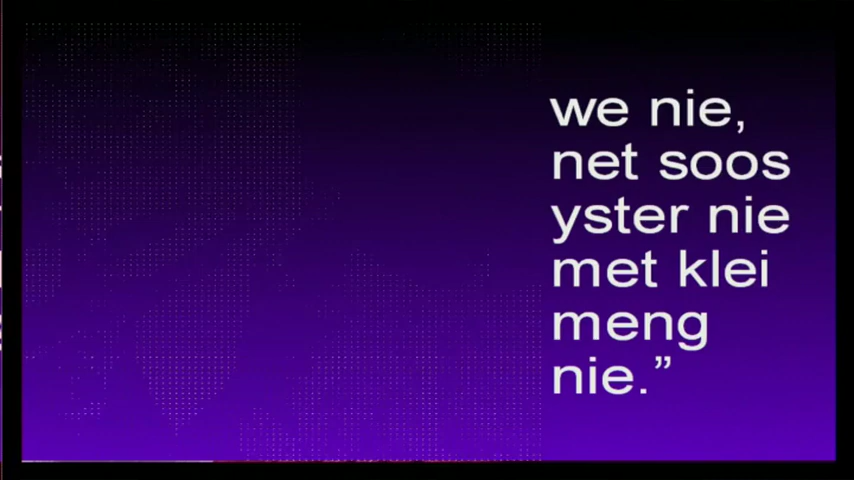 we nie,
net soos
yster nie
met klei
meng
nie.”